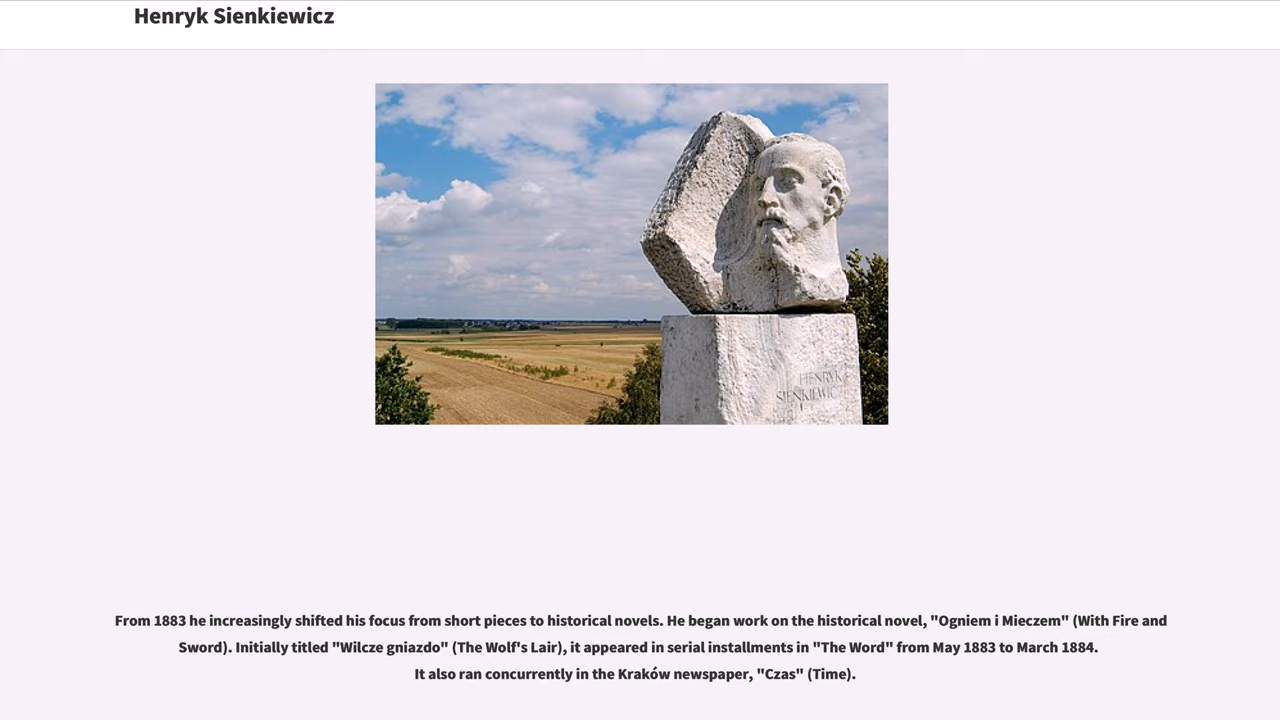 Henryk Sienkiewicz
HENRYK
SIENKIEWIC
From 1883 he increasingly shifted his focus from short pieces to historical novels. He began work on the historical novel, "Ogniem i Mieczem" (With Fire and
Sword). Initially titled "Wilcze gniazdo" (The Wolf's Lair), it appeared in serial installments in "The Word" from May 1883 to March 1884.
It also ran concurrently in the Kraków newspaper, "Czas" (Time).